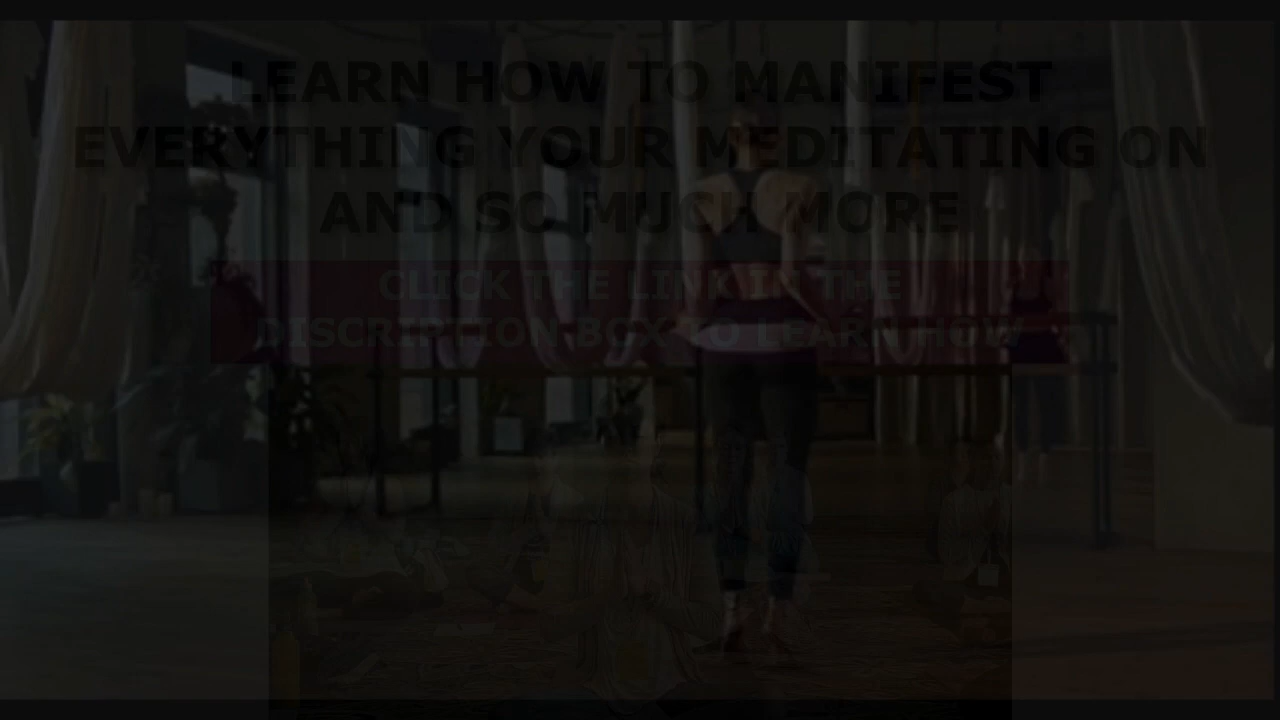 LEARN HOW TO MANIFEST
EVERYTHING YOUR MEDITATING ON
AND SO MUCH MORE
CLICK THE LINK IN THE
DISCRIPTION BOX TO LEARN HOW